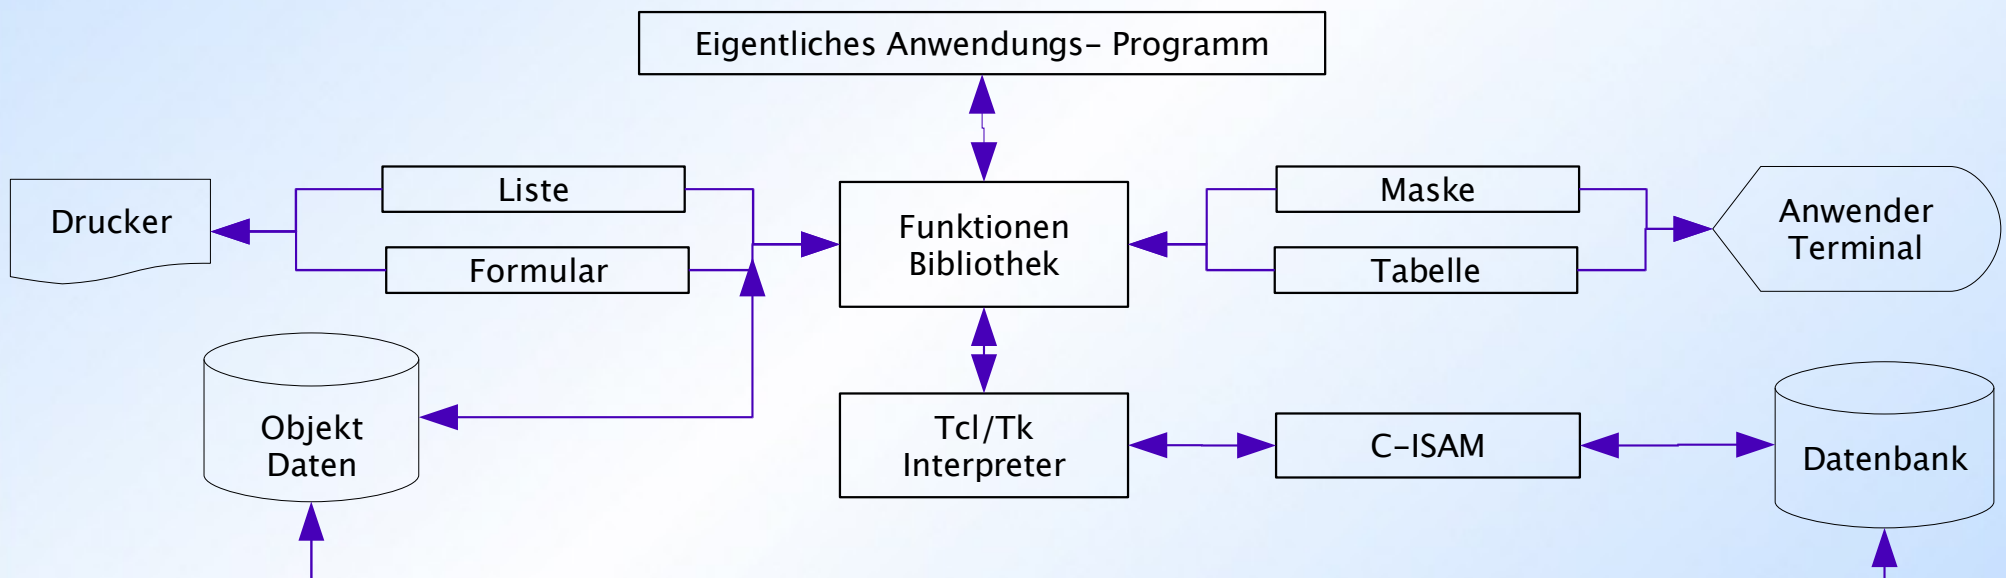 Eigentliches Anwendungs- Programm
Liste
Maske
Drucker
Funktionen
Bibliothek
Anwender
Terminal
Formular
Tabelle
Objekt
Daten
Tcl/Tk
Interpreter
C-ISAM
Datenbank